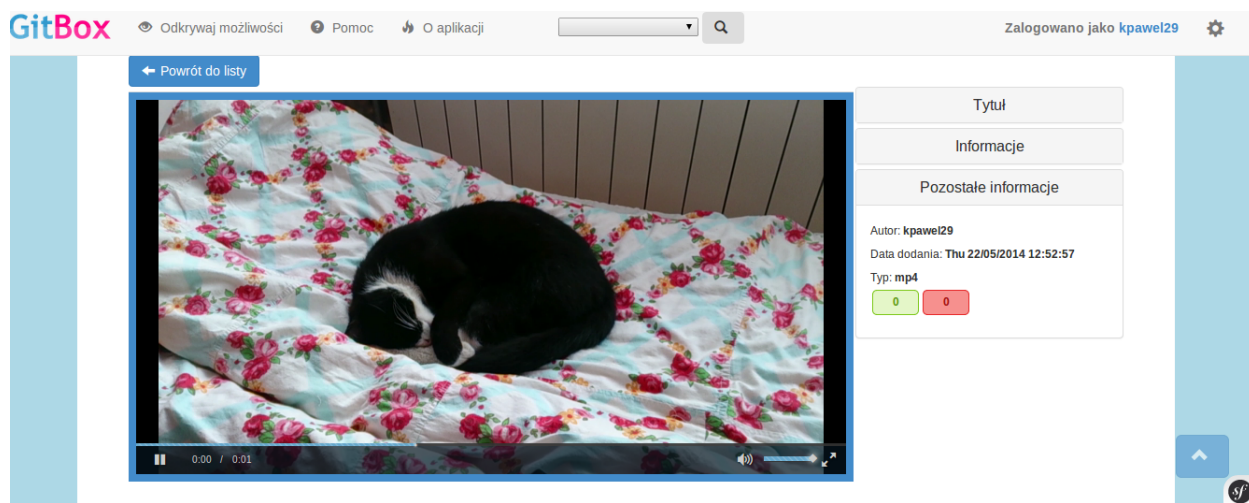 GitBox Odkrywaj możliwości Pomoc O aplikacji Zalogowano jako kpawel29
Powrót do listy
Tytuł
Informacje
Pozostałe informacje
Autor: kpawel29
Data dodania: Thu 22/05/2014 12:52:57
Typ: mp4
0 0
0:00 / 0:01
sf